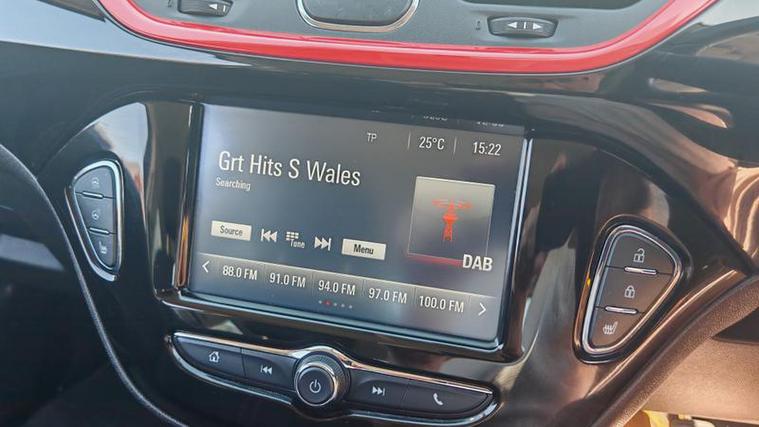 TP 25°C 15:22
Grt Hits S Wales
Searching
Source Tune Menu
DAB
88.0 FM 91.0 FM 94.0 FM 97.0 FM 100.0 FM